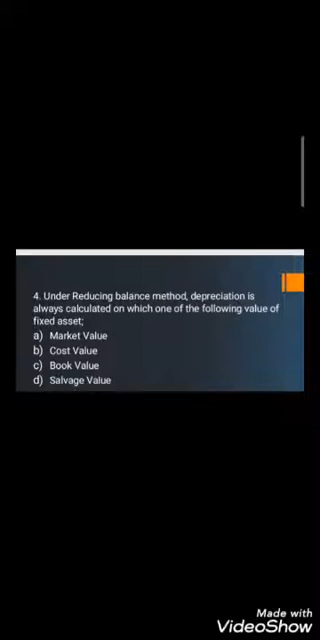 4. Under Reducing balance method, depreciation is
always calculated on which one of the following value of
fixed asset;
a) Market Value
b) Cost Value
c) Book Value
d) Salvage Value
Made with
VideoShow